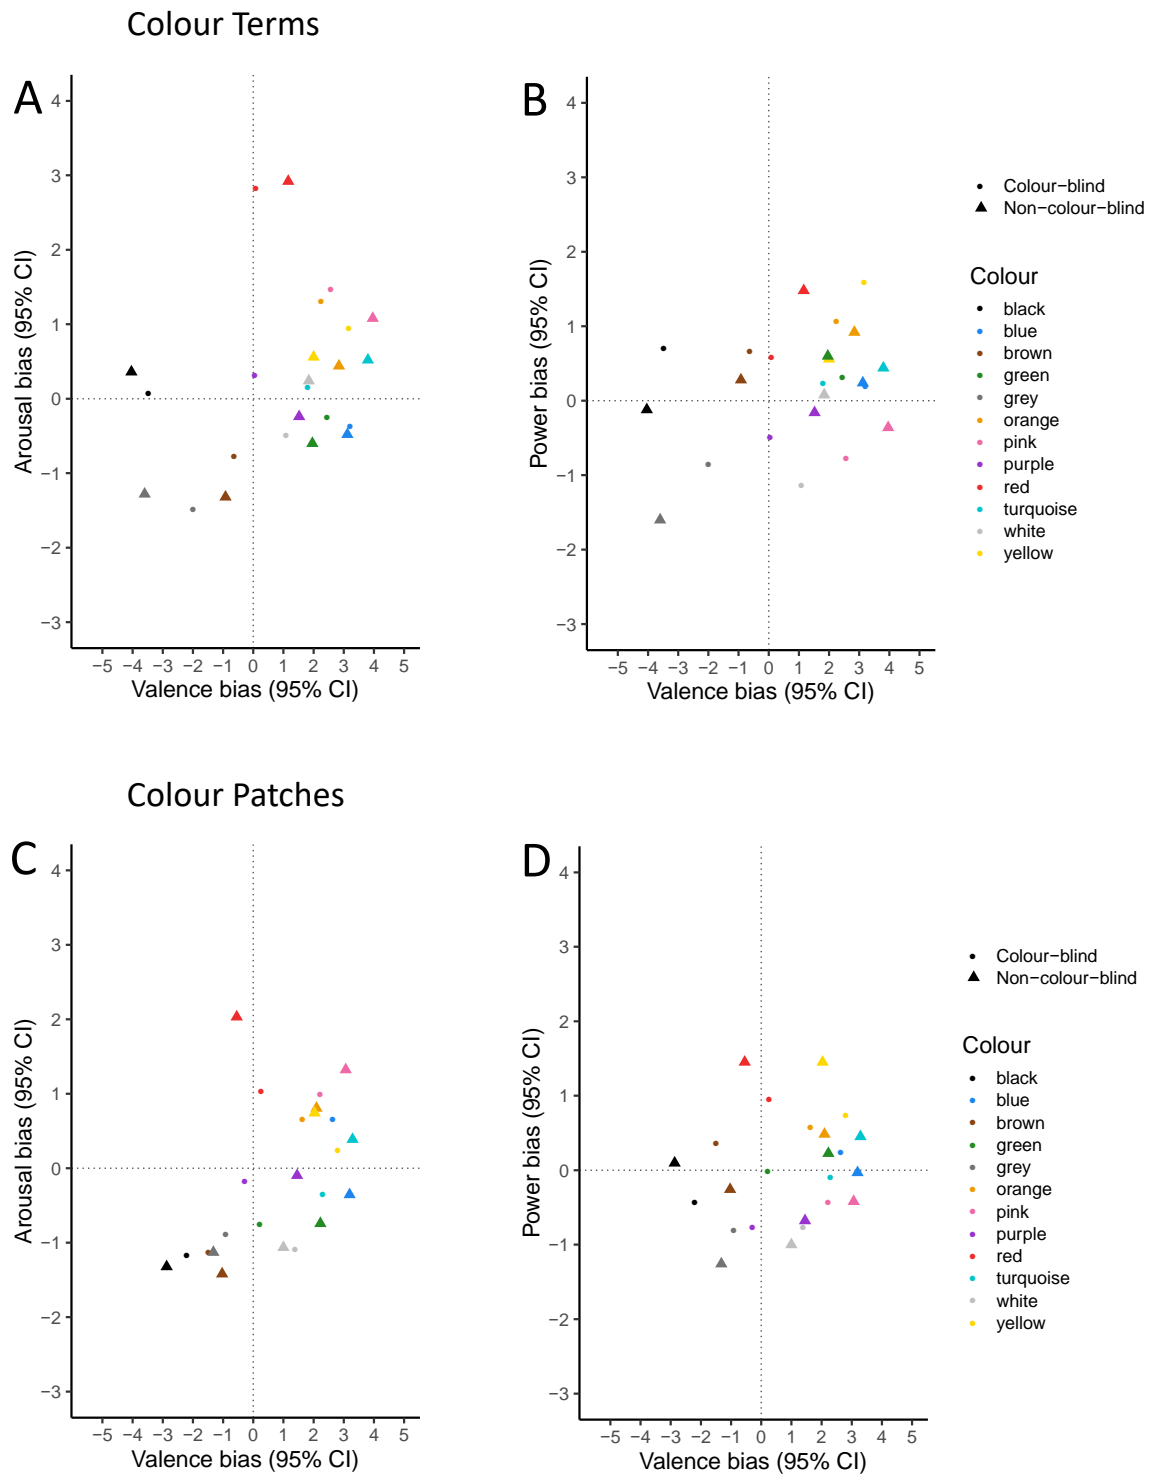 Colour Terms
A
4
3
2
1
0
−1
−2
−3
Arousal bias (95% CI)
−5 −4 −3 −2 −1 0 1 2 3 4 5
Valence bias (95% CI)
B
4
3
2
1
0
−1
−2
−3
Power bias (95% CI)
−5 −4 −3 −2 −1 0 1 2 3 4 5
Valence bias (95% CI)
Colour−blind
Non−colour−blind
Colour
black
blue
brown
green
grey
orange
pink
purple
red
turquoise
white
yellow
Colour Patches
C
4
3
2
1
0
−1
−2
−3
Arousal bias (95% CI)
−5 −4 −3 −2 −1 0 1 2 3 4 5
Valence bias (95% CI)
D
4
3
2
1
0
−1
−2
−3
Power bias (95% CI)
−5 −4 −3 −2 −1 0 1 2 3 4 5
Valence bias (95% CI)
Colour−blind
Non−colour−blind
Colour
black
blue
brown
green
grey
orange
pink
purple
red
turquoise
white
yellow